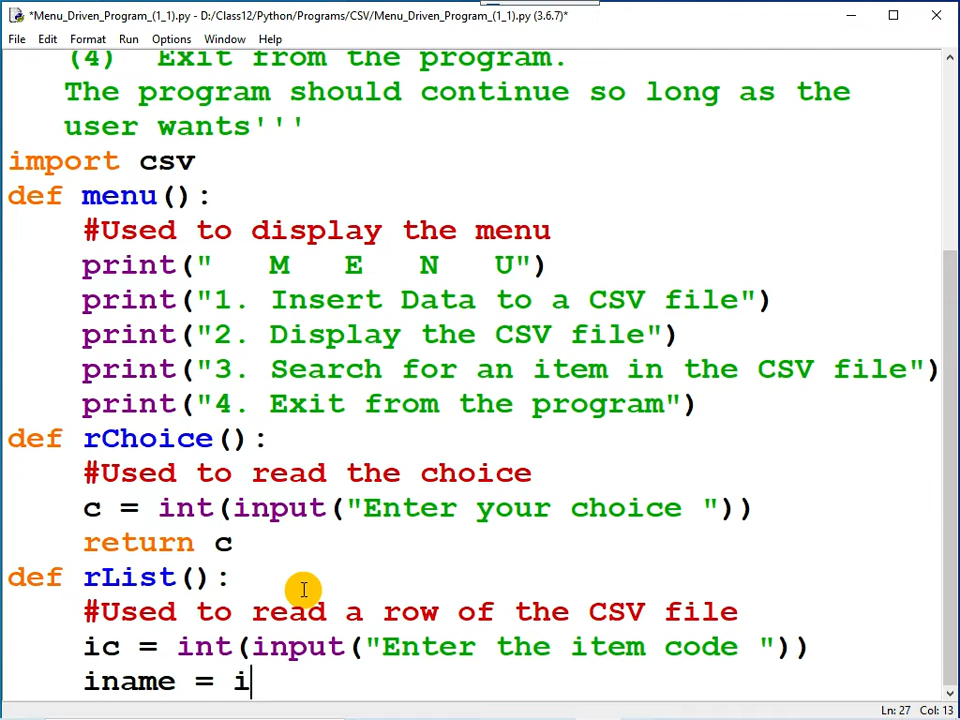 *Menu_Driven_Program_(1_1).py - D:/Class12/Python/Programs/CSV/Menu_Driven_Program_(1_1).py (3.6.7)*
File Edit Format Run Options Window Help
(4)  Exit from the program.
The program should continue so long as the
user wants'''
import csv
def menu():
    #Used to display the menu
    print("   M   E   N   U")
    print("1. Insert Data to a CSV file")
    print("2. Display the CSV file")
    print("3. Search for an item in the CSV file")
    print("4. Exit from the program")
def rChoice():
    #Used to read the choice
    c = int(input("Enter your choice "))
    return c
def rList():
    #Used to read a row of the CSV file
    ic = int(input("Enter the item code "))
    iname = i
Ln: 27 Col: 13